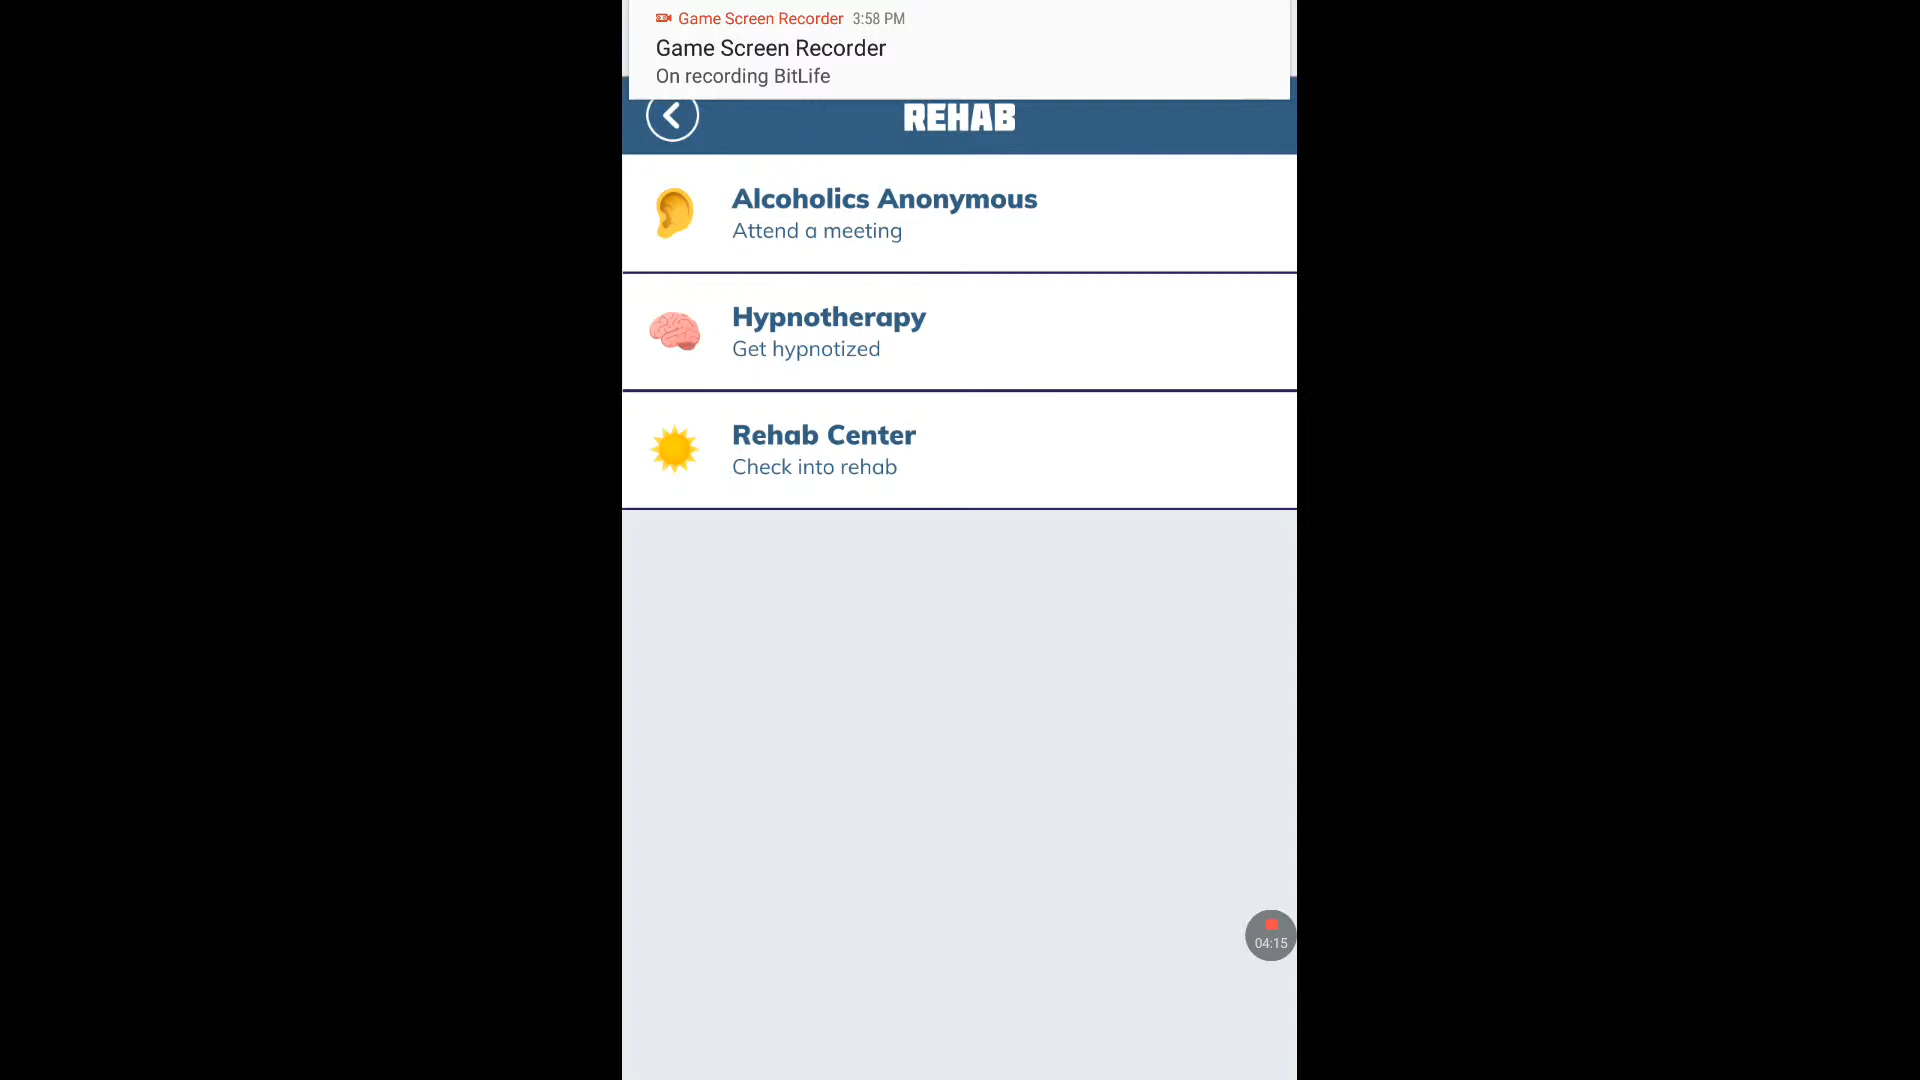 Game Screen Recorder 3:58 PM
Game Screen Recorder
On recording BitLife
REHAB
Alcoholics Anonymous
Attend a meeting
Hypnotherapy
Get hypnotized
Rehab Center
Check into rehab
04:15